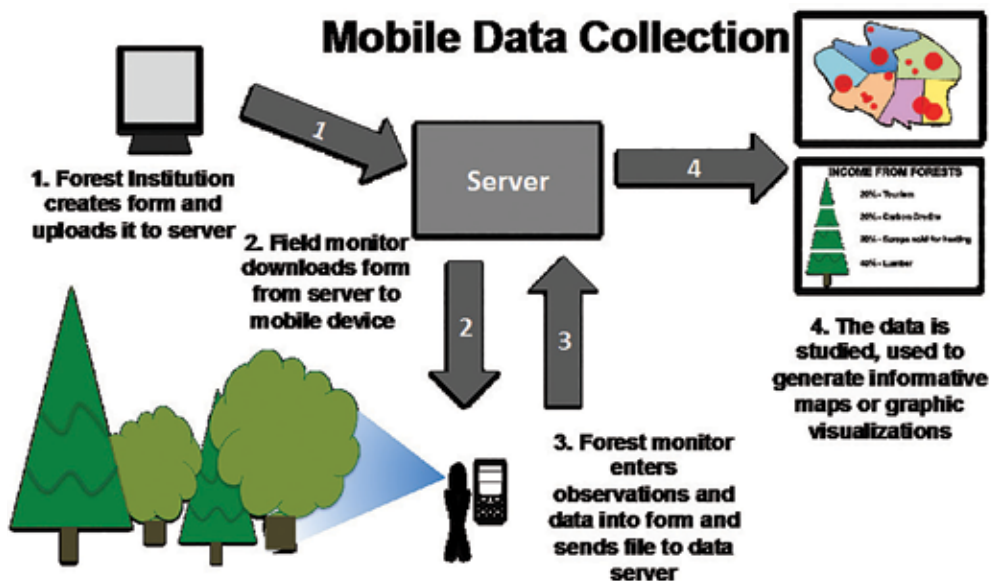 Mobile Data Collection
1
1. Forest Institution
creates form and
uploads it to server
Server
4
INCOME FROM FORESTS
20% - Tourism
20% - Carbon Credits
sold for heating
40% - Lumber
2. Field monitor
downloads form
from server to
mobile device
2
3
4. The data is
studied, used to
generate informative
maps or graphic
visualizations
3. Forest monitor
enters
observations and
data into form and
sends file to data
server